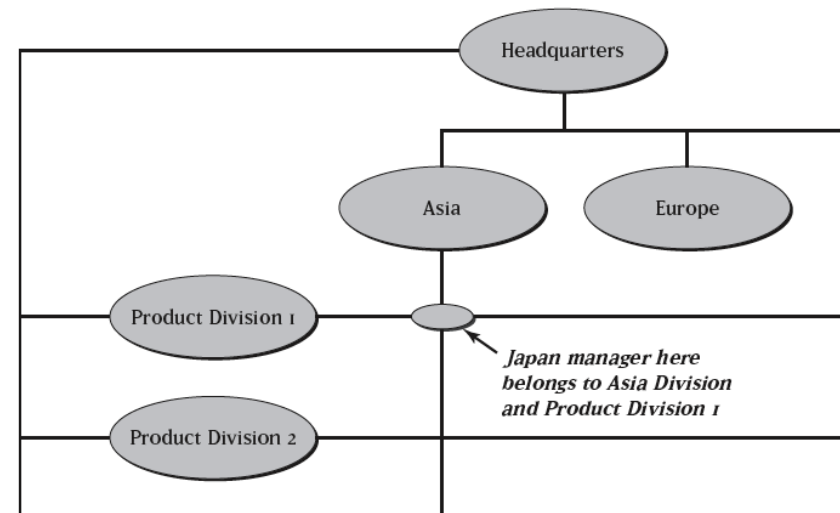 Headquarters
Asia
Europe
Product Division 1
Japan manager here
belongs to Asia Division
and Product Division 1
Product Division 2